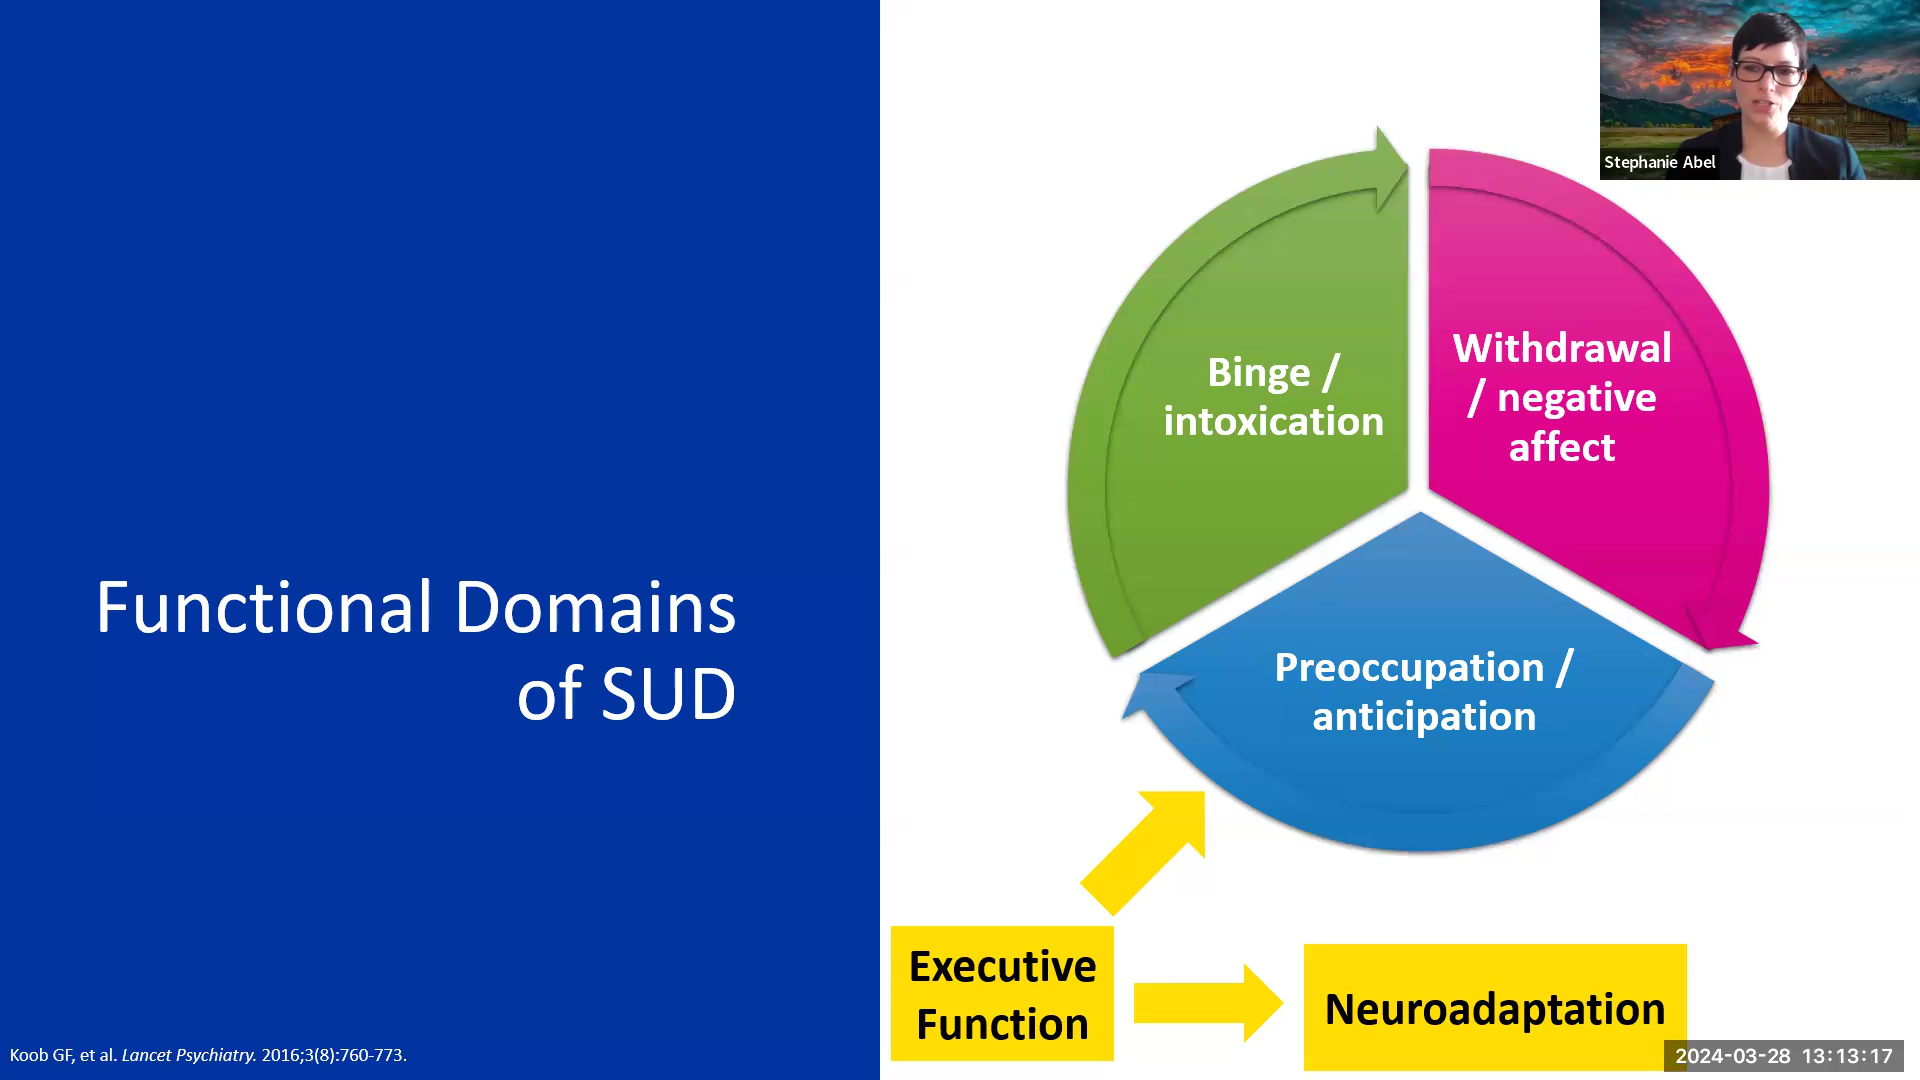 Stephanie Abel
Binge /
intoxication
Withdrawal
/ negative
affect
Functional Domains
of SUD
Preoccupation /
anticipation
Executive
Function
Neuroadaptation
Koob GF, et al. Lancet Psychiatry. 2016;3(8):760-773.
2024-03-28 13:13:17